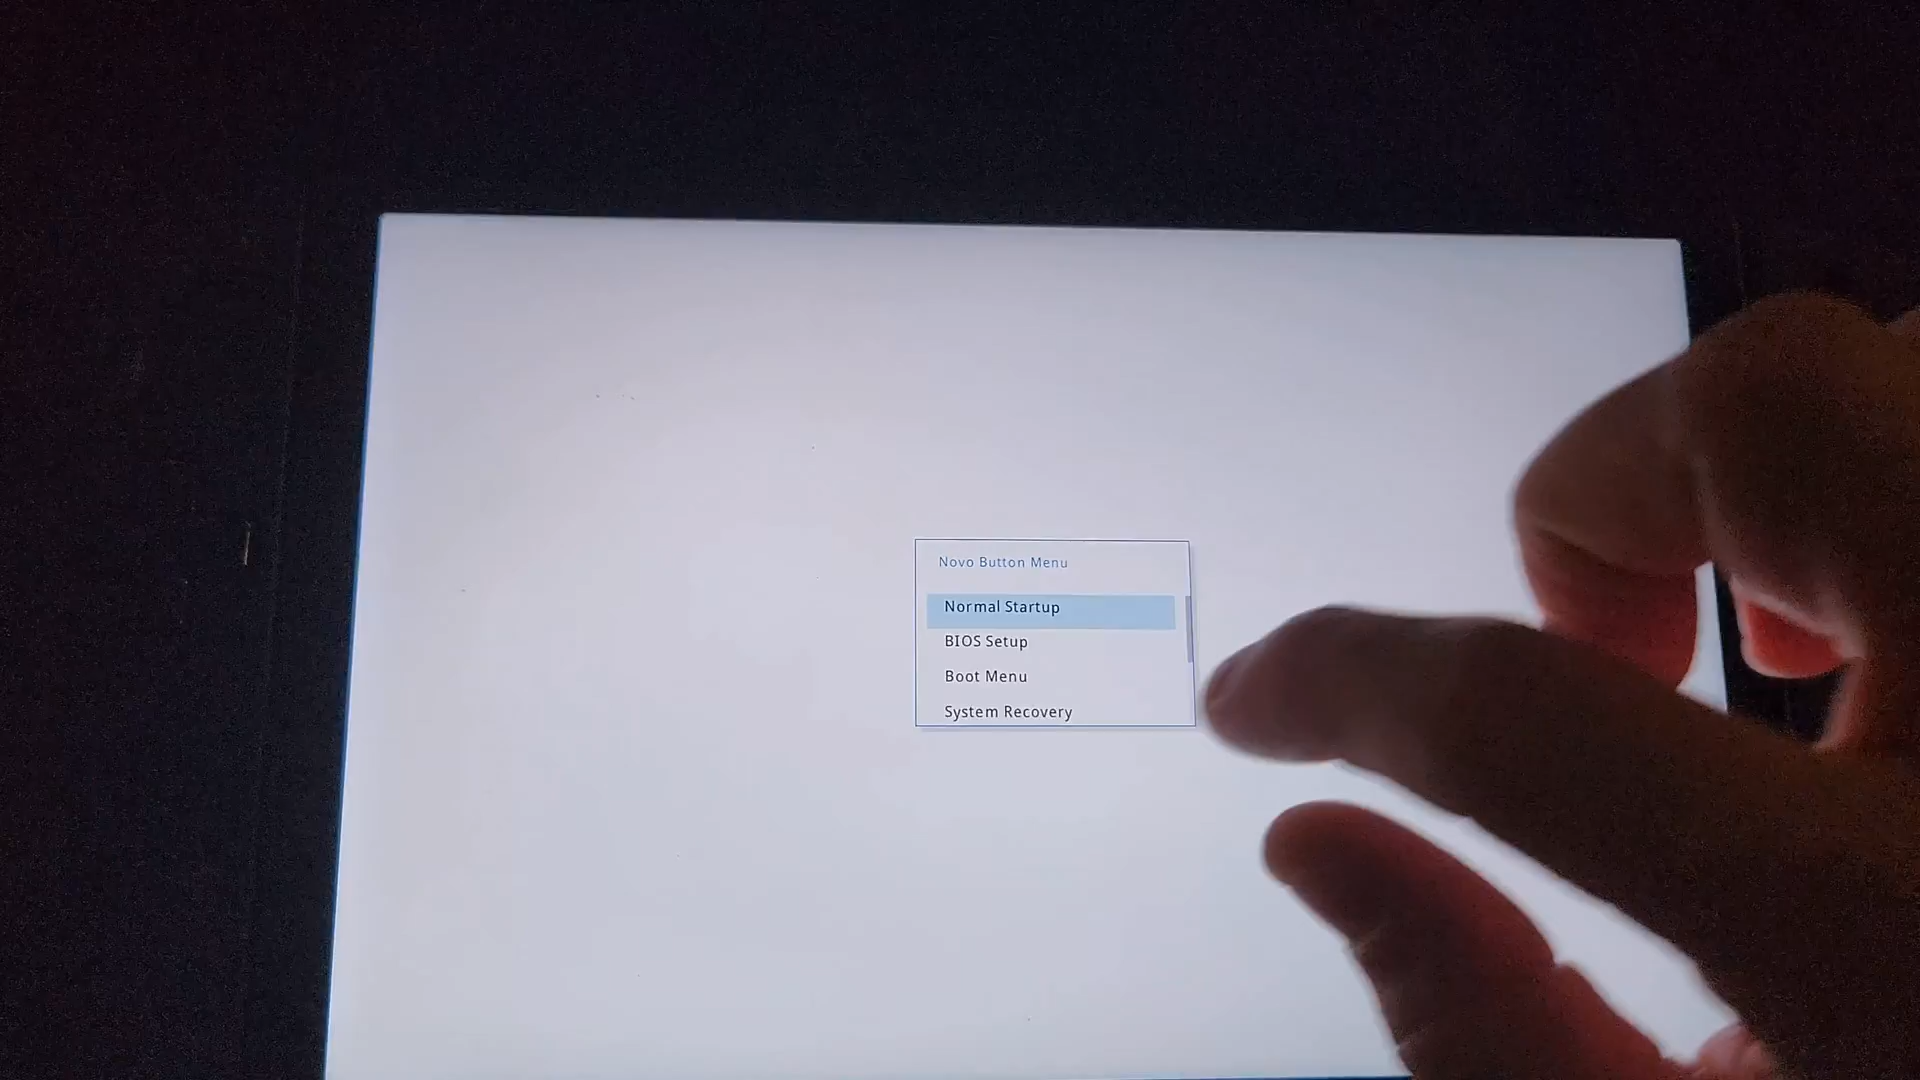 Novo Button Menu
Normal Startup
BIOS Setup
Boot Menu
System Recovery